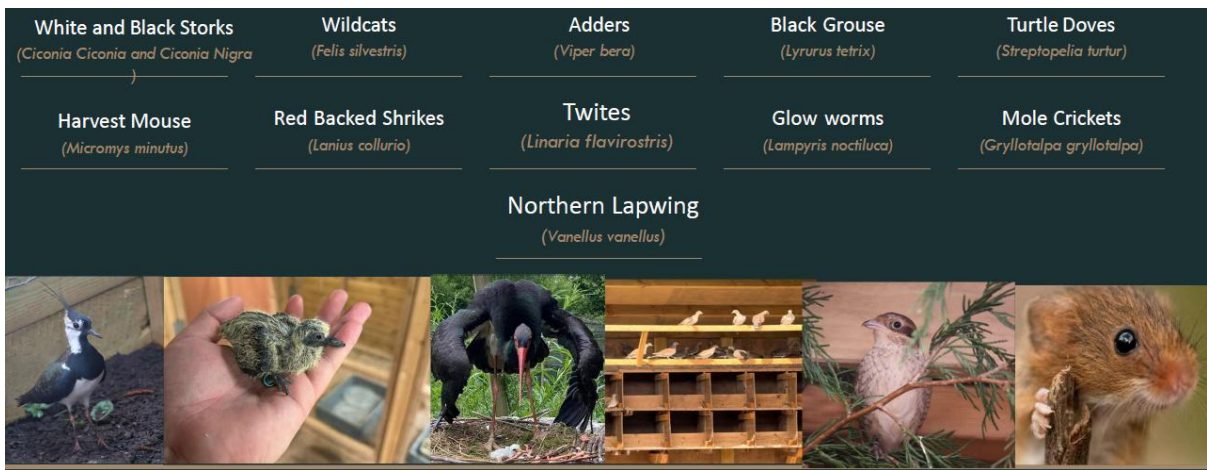 White and Black Storks
(Ciconia Ciconia and Ciconia Nigra
)
Wildcats
(Felis silvestris)
Adders
(Viper bera)
Black Grouse
(Lyrurus tetrix)
Turtle Doves
(Streptopelia turtur)
Harvest Mouse
(Micromys minutus)
Red Backed Shrikes
(Lanius collurio)
Twites
(Linaria flavirostris)
Glow worms
(Lampyris noctiluca)
Mole Crickets
(Gryllotalpa gryllotalpa)
Northern Lapwing
(Vanellus vanellus)